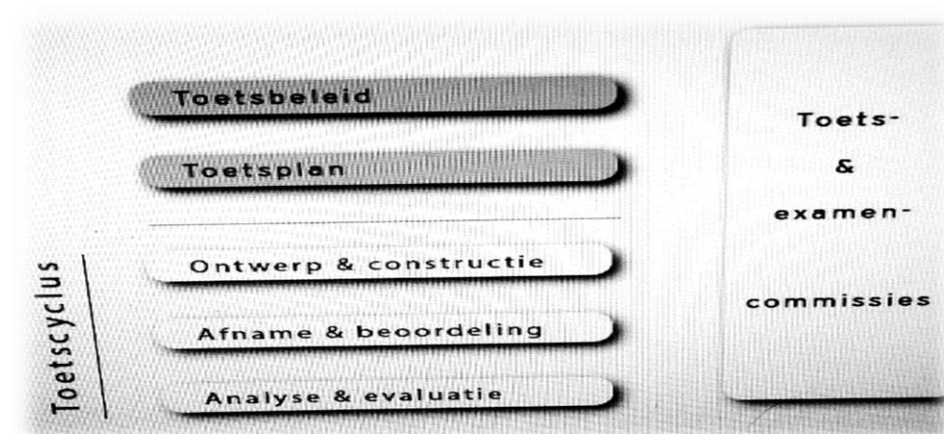 Toetsbeleid
Toetsplan
Toetscyclus
Ontwerp & constructie
Afname & beoordeling
Analyse & evaluatie
Toets-
&
examen-
commissies